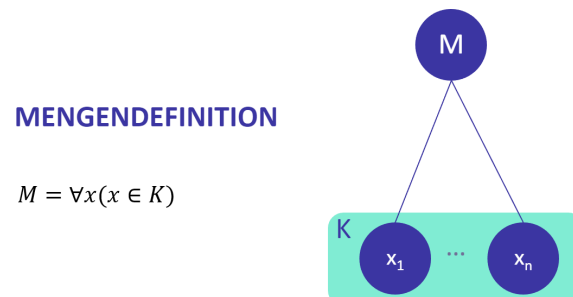 M
MENGENDEFINITION
M = ∀x(x ∈ K)
K
x₁ ... xₙ